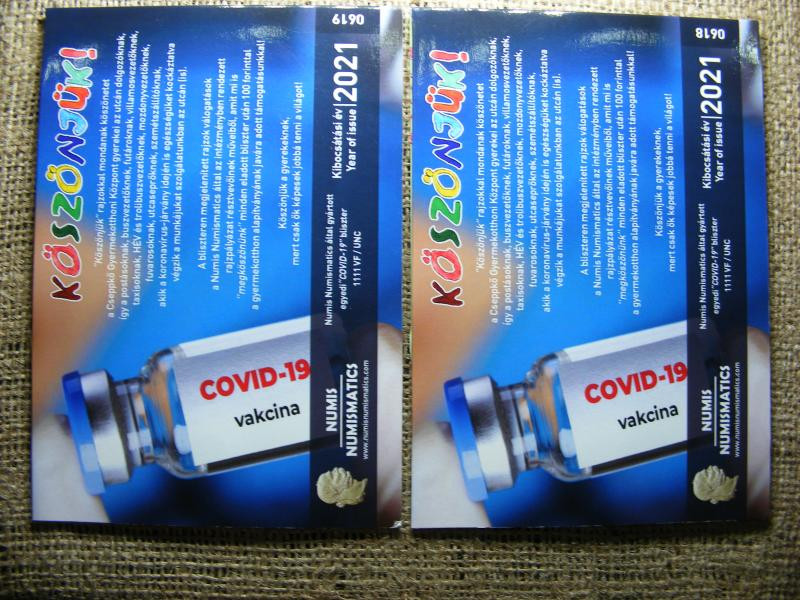 KÖSZÖNJÜK!
"Köszönjük" rajzokkal mondanak köszönetet
a Cseppkő Gyermekotthon Központ gyerekei az utcán dolgozóknak,
így a postásoknak, buszvezetőknek, futároknak, villamosvezetőknek,
taxisoknak, HÉV és trolibuszvezetőknek, mozdonyvezetőknek,
fuvarosoknak, utcaseprőknek, szemétszállítóknak,
akik a koronavírus-járvány idején is egészségüket kockáztatva
végzik a munkájukat szolgálatunkban az utcán (is).
A bliszteren megjelenített rajzok válogatások
a Numis Numismatics által az intézményben rendezett
rajzpályázat résztvevőinek műveiből, amit mi is
"megköszönünk" minden eladott bliszter után 100 forinttal
a gyermekotthon alapítványának javára adott támogatásunkkal!
Köszönjük a gyerekeknek,
mert csak ők képesek jobbá tenni a világot!
COVID-19
vakcina
NUMIS
NUMISMATICS
www.numisnumismatics.com
Numis Numismatics által gyártott
egyedi "COVID-19" bliszter
1111 VF / UNC
Kibocsátási év
Year of issue
2021
0619
KÖSZÖNJÜK!
"Köszönjük" rajzokkal mondanak köszönetet
a Cseppkő Gyermekotthon Központ gyerekei az utcán dolgozóknak,
így a postásoknak, buszvezetőknek, futároknak, villamosvezetőknek,
taxisoknak, HÉV és trolibuszvezetőknek, mozdonyvezetőknek,
fuvarosoknak, utcaseprőknek, szemétszállítóknak,
akik a koronavírus-járvány idején is egészségüket kockáztatva
végzik a munkájukat szolgálatunkban az utcán (is).
A bliszteren megjelenített rajzok válogatások
a Numis Numismatics által az intézményben rendezett
rajzpályázat résztvevőinek műveiből, amit mi is
"megköszönünk" minden eladott bliszter után 100 forinttal
a gyermekotthon alapítványának javára adott támogatásunkkal!
Köszönjük a gyerekeknek,
mert csak ők képesek jobbá tenni a világot!
COVID-19
vakcina
NUMIS
NUMISMATICS
www.numisnumismatics.com
Numis Numismatics által gyártott
egyedi "COVID-19" bliszter
1111 VF / UNC
Kibocsátási év
Year of issue
2021
0618